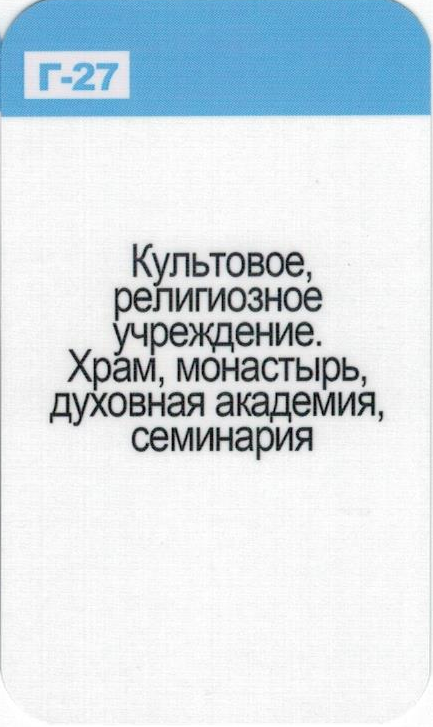 Г-27
Культовое,
религиозное
учреждение.
Храм, монастырь,
духовная академия,
семинария